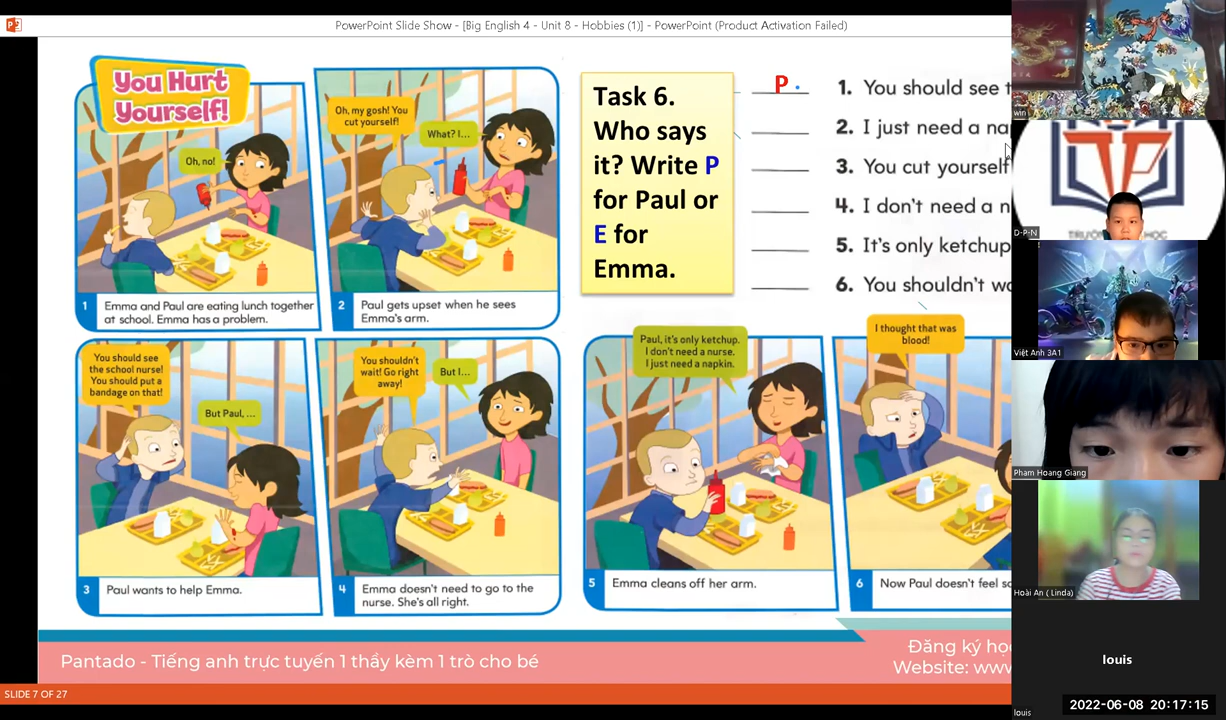 PowerPoint Slide Show - [Big English 4 - Unit 8 - Hobbies (1)] - PowerPoint (Product Activation Failed)
You Hurt
Yourself!
Oh, no!
1 Emma and Paul are eating lunch together
at school. Emma has a problem.
Oh, my gosh! You
cut yourself!
What? I...
2 Paul gets upset when he sees
Emma's arm.
You should see
the school nurse!
You should put a
bandage on that!
But Paul, ...
3 Paul wants to help Emma.
You shouldn't
wait! Go right
away!
But I...
4 Emma doesn't need to go to the
nurse. She's all right.
Task 6.
Who says
it? Write P
for Paul or
E for
Emma.
P. 1. You should see
2. I just need a
3. You cut yourself
4. I don't need a
5. It's only ketchup
6. You shouldn't
Paul, it's only ketchup.
I don't need a nurse.
I just need a napkin.
5 Emma cleans off her arm.
I thought that was
blood!
6 Now Paul doesn't feel
Pantado - Tiếng anh trực tuyến 1 thầy kèm 1 trò cho bé
Đăng ký
Website:
SLIDE 7 OF 27
win
D-P-N
Việt Anh 3A1
Pham Hoang Giang
Hoài An ( Linda)
louis
louis
2022-06-08 20:17:15